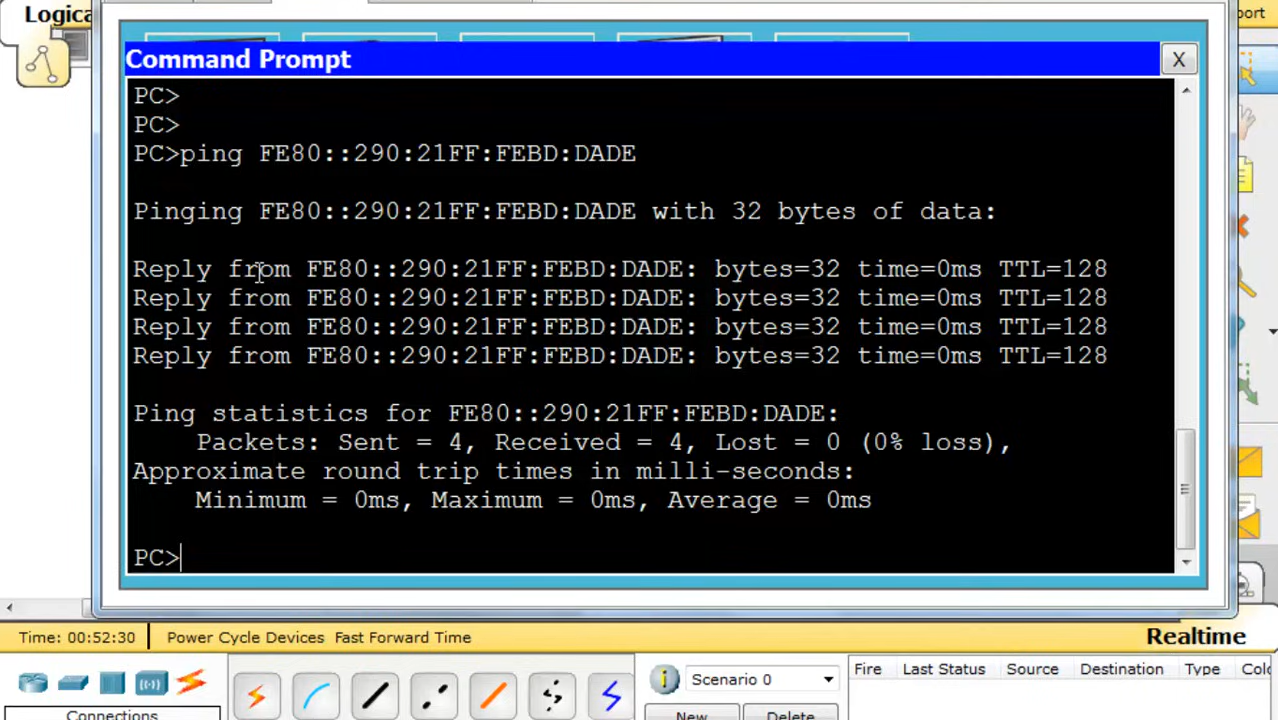 Logica
port
Command Prompt
X
PC>
PC>
PC>ping FE80::290:21FF:FEBD:DADE
Pinging FE80::290:21FF:FEBD:DADE with 32 bytes of data:
Reply from FE80::290:21FF:FEBD:DADE: bytes=32 time=0ms TTL=128
Reply from FE80::290:21FF:FEBD:DADE: bytes=32 time=0ms TTL=128
Reply from FE80::290:21FF:FEBD:DADE: bytes=32 time=0ms TTL=128
Reply from FE80::290:21FF:FEBD:DADE: bytes=32 time=0ms TTL=128
Ping statistics for FE80::290:21FF:FEBD:DADE:
Packets: Sent = 4, Received = 4, Lost = 0 (0% loss),
Approximate round trip times in milli-seconds:
Minimum = 0ms, Maximum = 0ms, Average = 0ms
PC>
Time: 00:52:30 Power Cycle Devices Fast Forward Time Realtime
Scenario 0 Fire Last Status Source Destination Type Colo
Connections New Delete